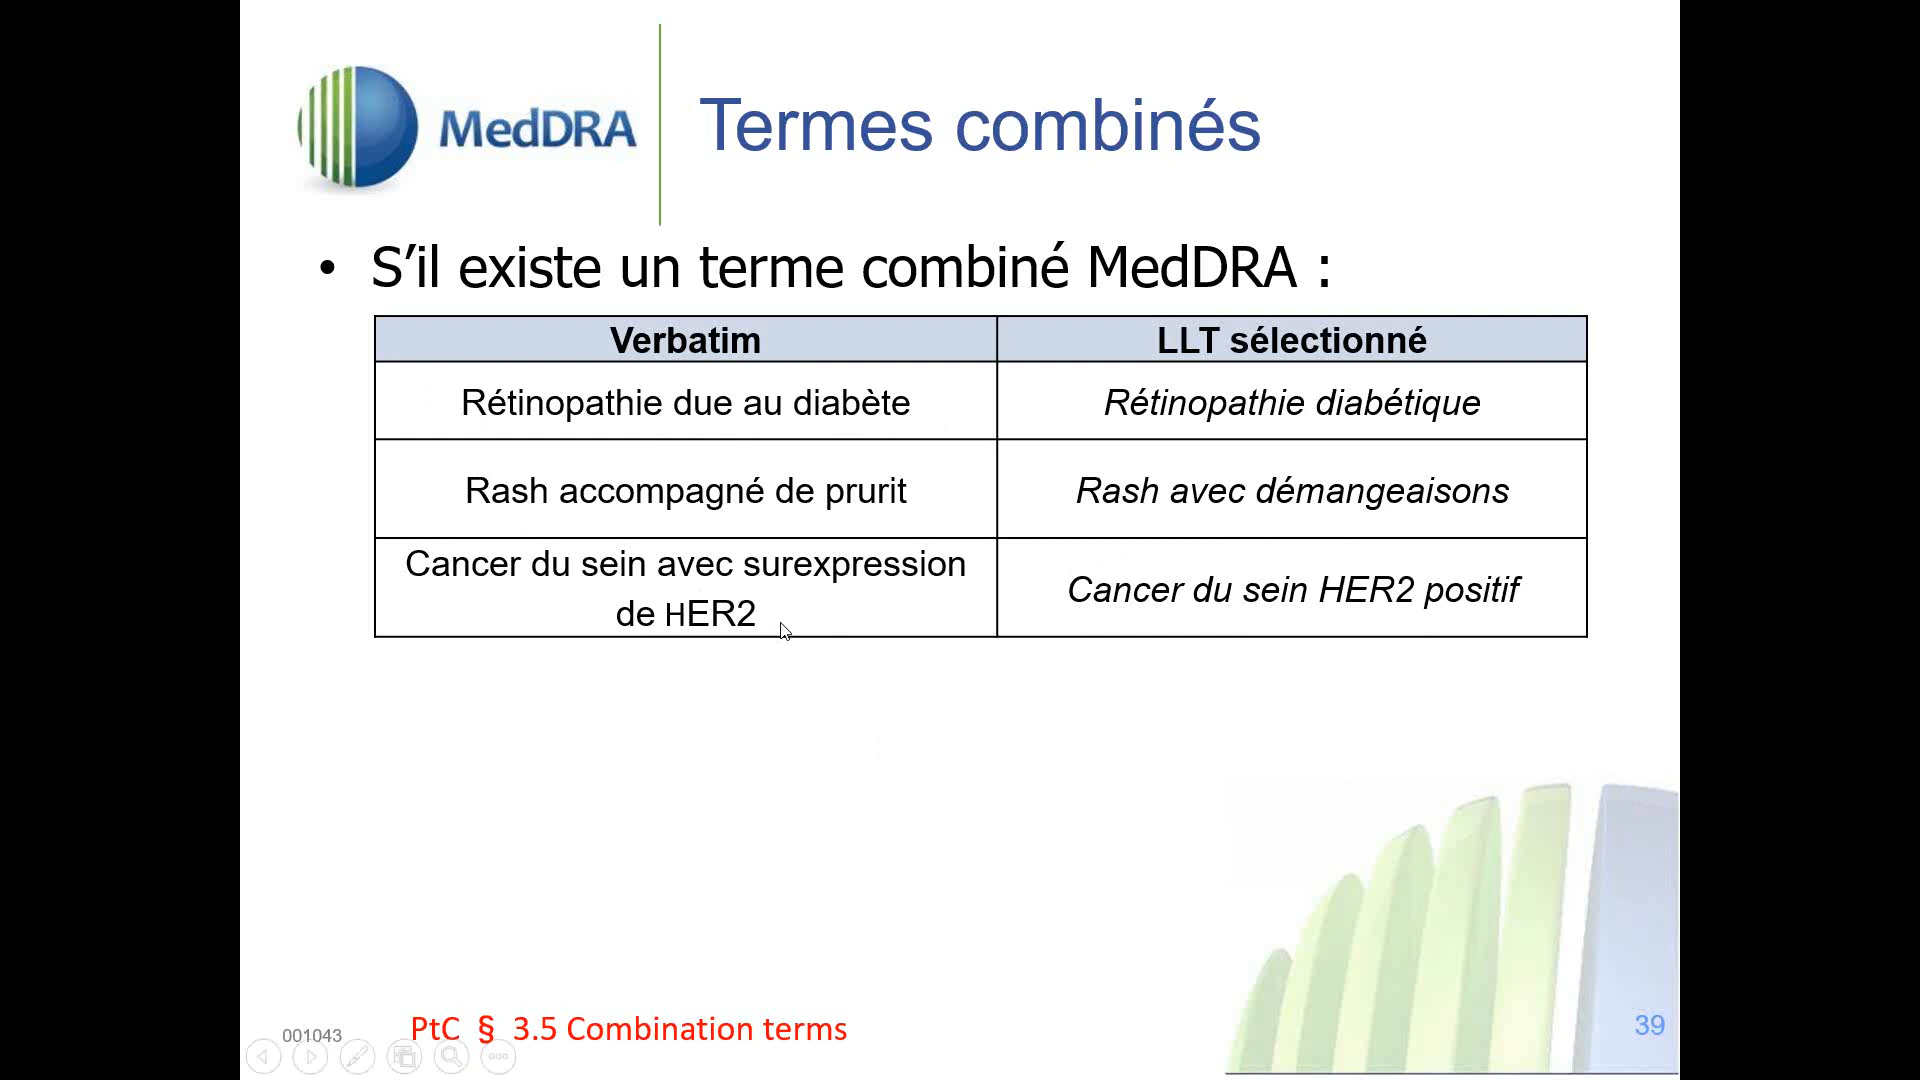 MedDRA
Termes combinés
• S’il existe un terme combiné MedDRA :
Verbatim
LLT sélectionné
Rétinopathie due au diabète
Rétinopathie diabétique
Rash accompagné de prurit
Rash avec démangeaisons
Cancer du sein avec surexpression
de HER2
Cancer du sein HER2 positif
001043
PtC § 3.5 Combination terms
39